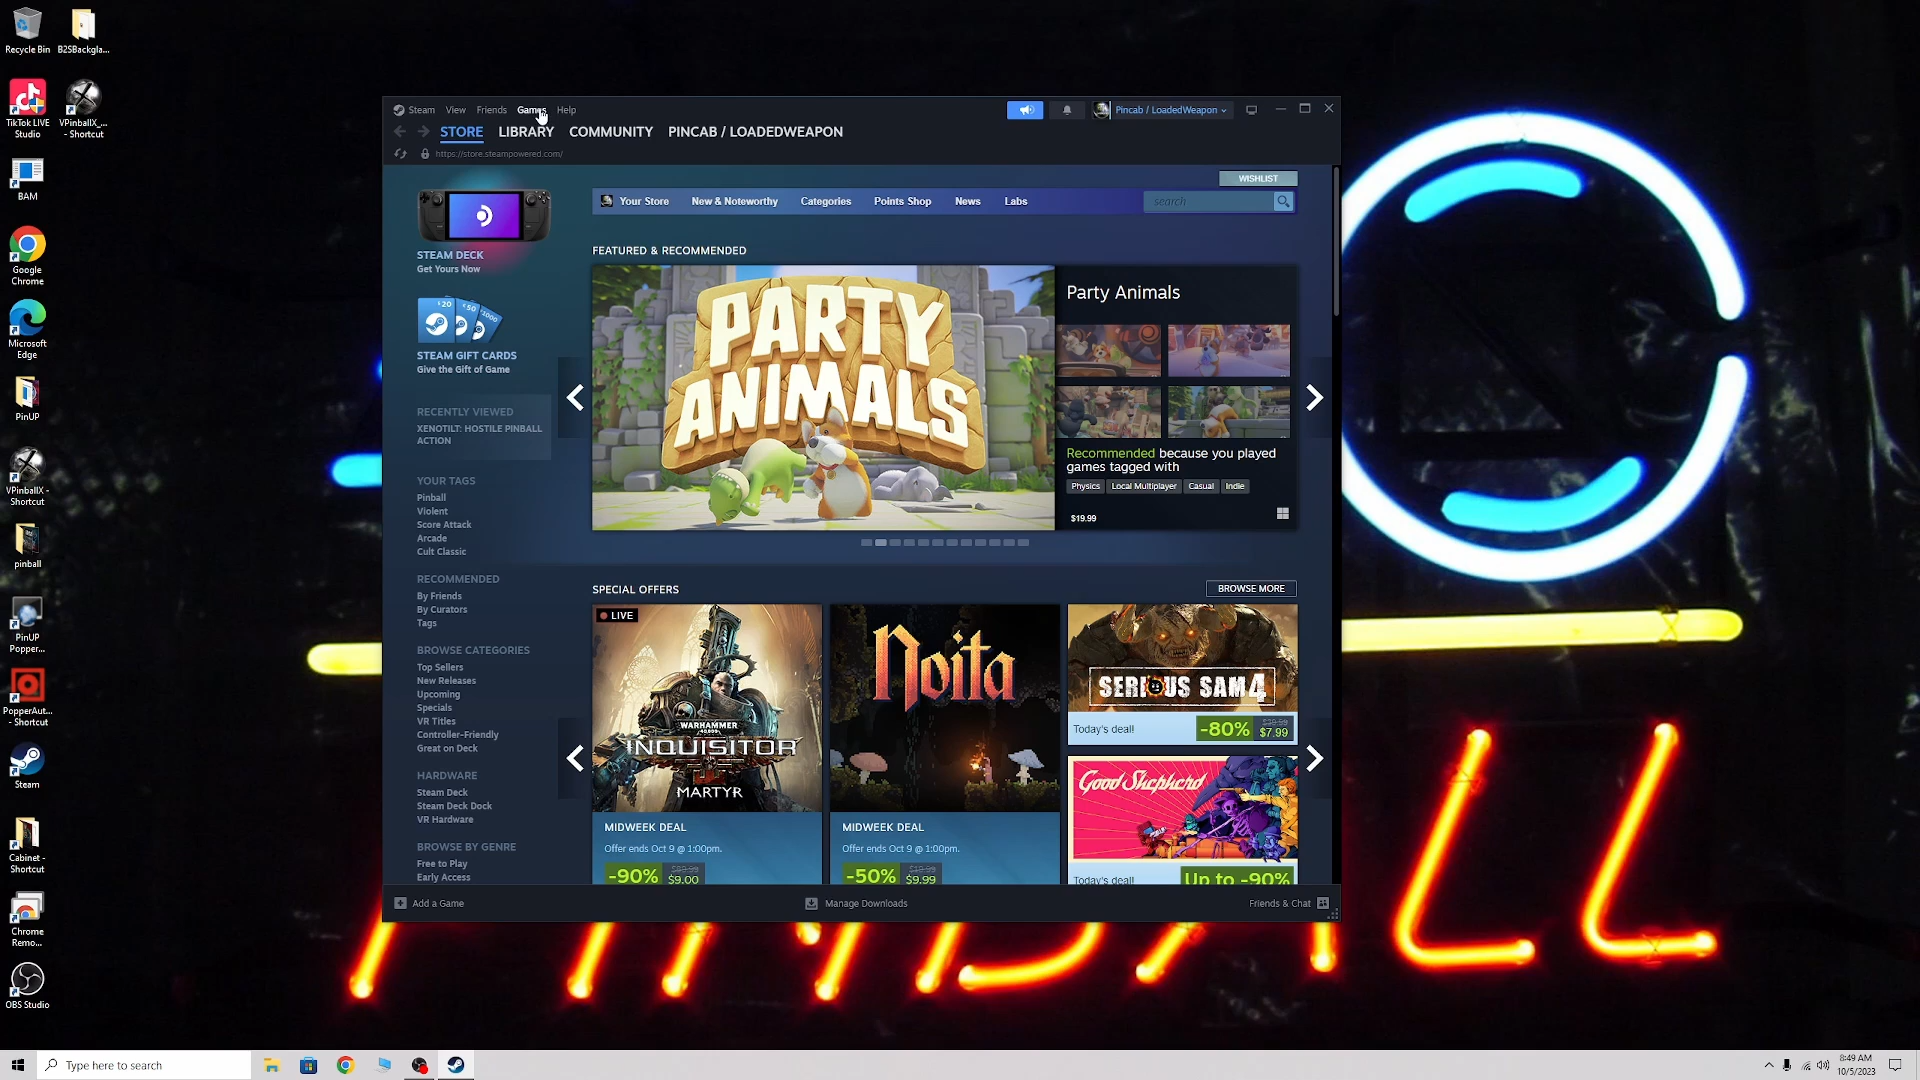 Recycle Bin
B2SBackgla...
TikTok LIVE
Studio
VPinballX_...
- Shortcut
BAM
Google
Chrome
Microsoft
Edge
PinUP
VPinballX -
Shortcut
pinball
PinUP
Popper...
PopperAut...
- Shortcut
Steam
Cabinet -
Shortcut
Chrome
Remo...
OBS Studio
Steam View Friends Games Help
Pincab / LoadedWeapon
STORE LIBRARY COMMUNITY PINCAB / LOADEDWEAPON
https://store.steampowered.com/
WISHLIST
Your Store New & Noteworthy Categories Points Shop News Labs
search
STEAM DECK
Get Yours Now
$20 $50 $1000
STEAM GIFT CARDS
Give the Gift of Game
RECENTLY VIEWED
XENOTILT: HOSTILE PINBALL
ACTION
YOUR TAGS
Pinball
Violent
Score Attack
Arcade
Cult Classic
RECOMMENDED
By Friends
By Curators
Tags
BROWSE CATEGORIES
Top Sellers
New Releases
Upcoming
Specials
VR Titles
Controller-Friendly
Great on Deck
HARDWARE
Steam Deck
Steam Deck Dock
VR Hardware
BROWSE BY GENRE
Free to Play
Early Access
FEATURED & RECOMMENDED
PARTY
ANIMALS
Party Animals
Recommended because you played
games tagged with
Physics Local Multiplayer Casual Indie
$19.99
SPECIAL OFFERS
BROWSE MORE
LIVE
WARHAMMER
40,000
INQUISITOR
MARTYR
MIDWEEK DEAL
Offer ends Oct 9 @ 1:00pm.
-90% $9.00
Noita
MIDWEEK DEAL
Offer ends Oct 9 @ 1:00pm.
-50% $19.99 $9.99
SERIOUS SAM 4
Today's deal!
-80% $39.99 $7.99
Good Shepherd
Today's deal!
Up to -90%
Add a Game
Manage Downloads
Friends & Chat
PINBALL
Type here to search
8:49 AM
10/5/2023